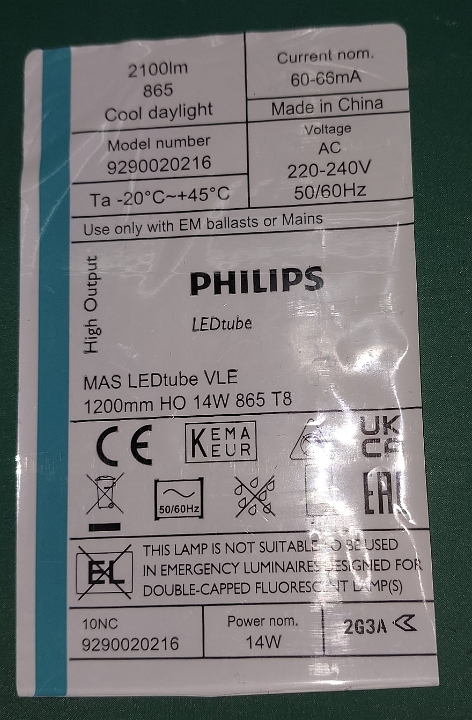 2100lm
865
Cool daylight
Current nom.
60-66mA
Made in China
Model number
9290020216
Voltage
AC
220-240V
50/60Hz
Ta -20°C~+45°C
Use only with EM ballasts or Mains
High Output
PHILIPS
LEDtube
MAS LEDtube VLE
1200mm HO 14W 865 T8
CE
KEMA
EUR
UK
CA
50/60Hz
EAC
EL
THIS LAMP IS NOT SUITABLE TO BE USED
IN EMERGENCY LUMINAIRES DESIGNED FOR
DOUBLE-CAPPED FLUORESCENT LAMP(S)
10NC
9290020216
Power nom.
14W
2G3A